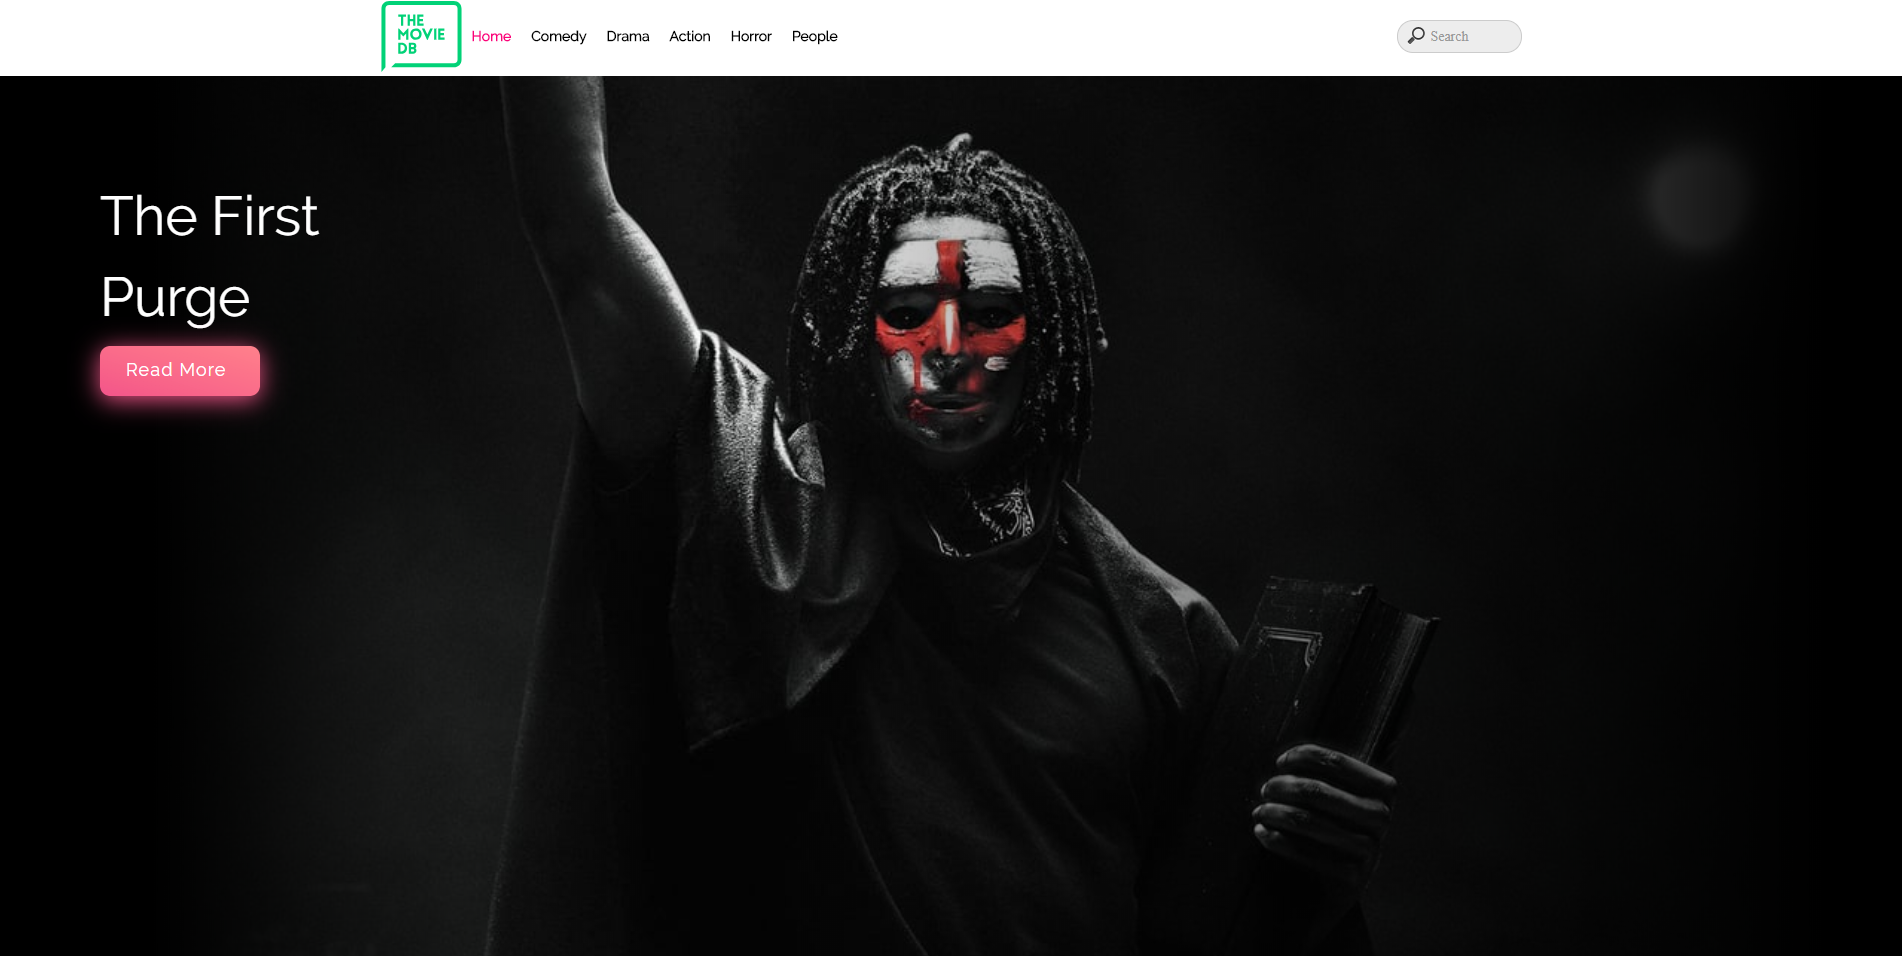 THE
MOVIE
DB
Home Comedy Drama Action Horror People
Search
The First
Purge
Read More